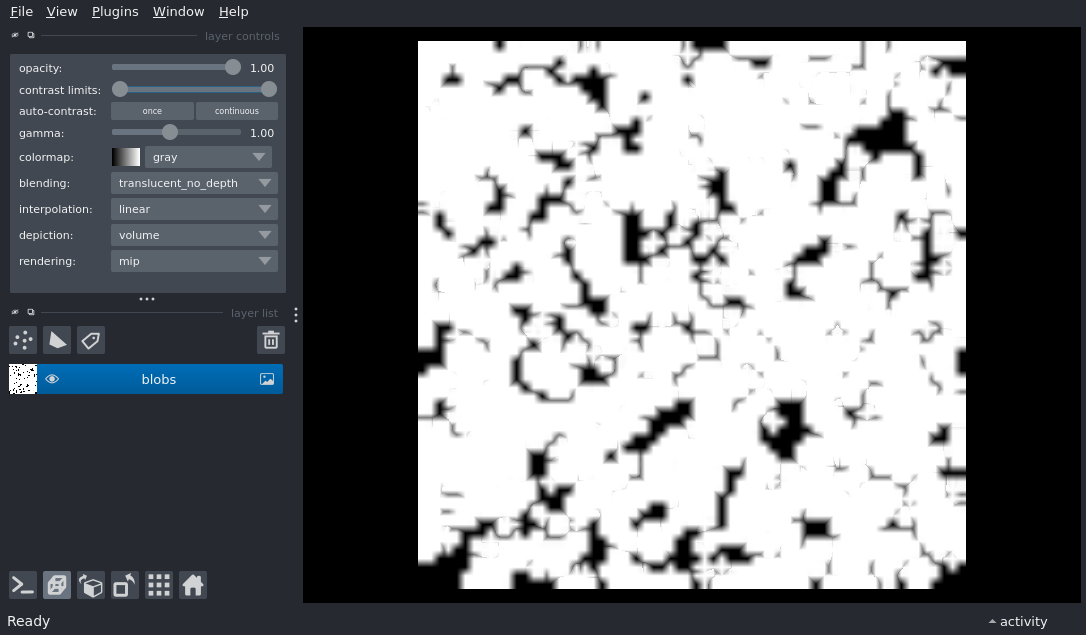 File View Plugins Window Help
layer controls
opacity: 1.00
contrast limits:
auto-contrast: once continuous
gamma: 1.00
colormap: gray
blending: translucent_no_depth
interpolation: linear
depiction: volume
rendering: mip
layer list
blobs
Ready activity